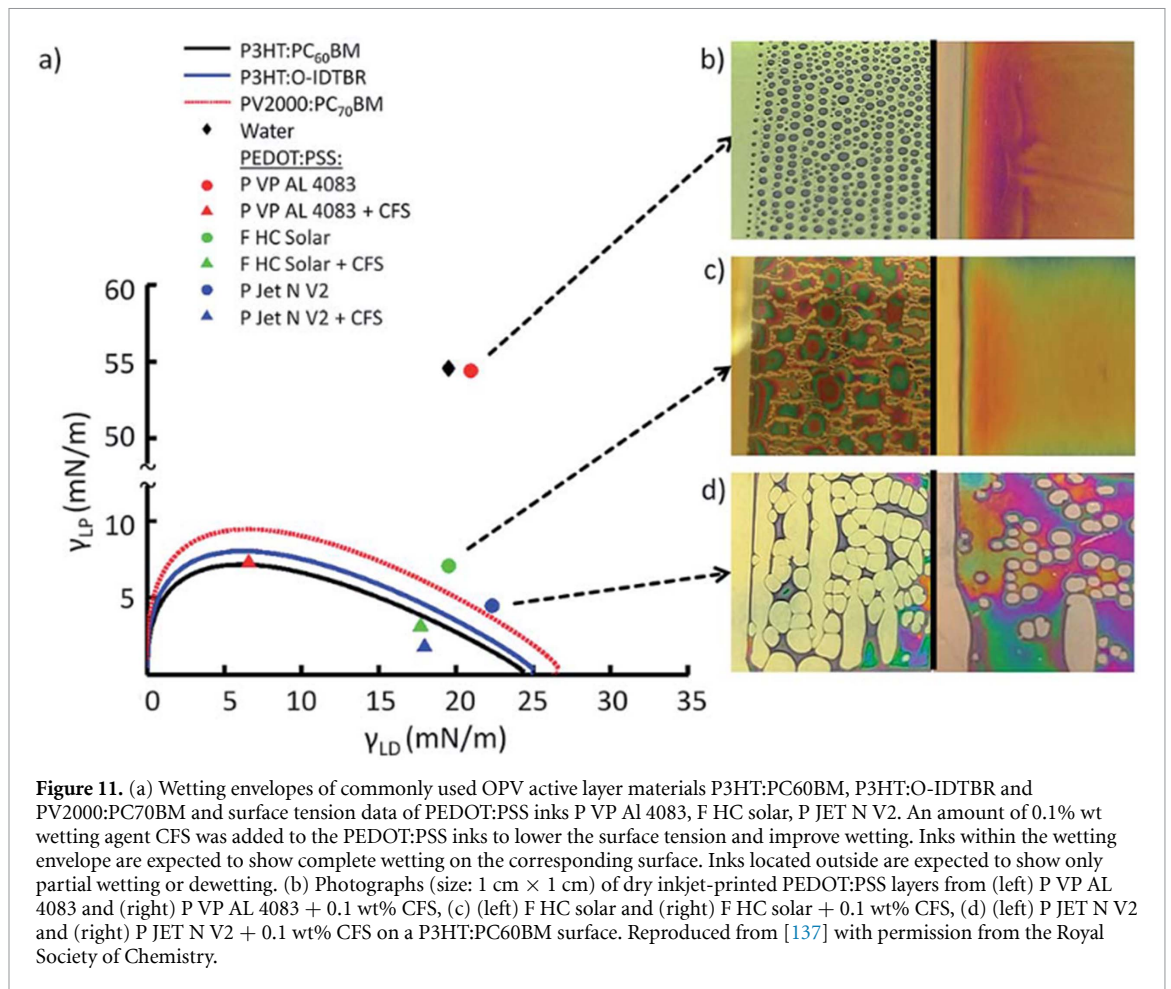 a)
P3HT:PC60BM
P3HT:O-IDTBR
PV2000:PC70BM
Water
PEDOT:PSS:
P VP AL 4083
P VP AL 4083 + CFS
F HC Solar
F HC Solar + CFS
P Jet N V2
P Jet N V2 + CFS
60
55
50
10
5
γLP (mN/m)
0 5 10 15 20 25 30 35
γLD (mN/m)
b)
c)
d)
Figure 11. (a) Wetting envelopes of commonly used OPV active layer materials P3HT:PC60BM, P3HT:O-IDTBR and
PV2000:PC70BM and surface tension data of PEDOT:PSS inks P VP Al 4083, F HC solar, P JET N V2. An amount of 0.1% wt
wetting agent CFS was added to the PEDOT:PSS inks to lower the surface tension and improve wetting. Inks within the wetting
envelope are expected to show complete wetting on the corresponding surface. Inks located outside are expected to show only
partial wetting or dewetting. (b) Photographs (size: 1 cm × 1 cm) of dry inkjet-printed PEDOT:PSS layers from (left) P VP AL
4083 and (right) P VP AL 4083 + 0.1 wt% CFS, (c) (left) F HC solar and (right) F HC solar + 0.1 wt% CFS, (d) (left) P JET N V2
and (right) P JET N V2 + 0.1 wt% CFS on a P3HT:PC60BM surface. Reproduced from [137] with permission from the Royal
Society of Chemistry.